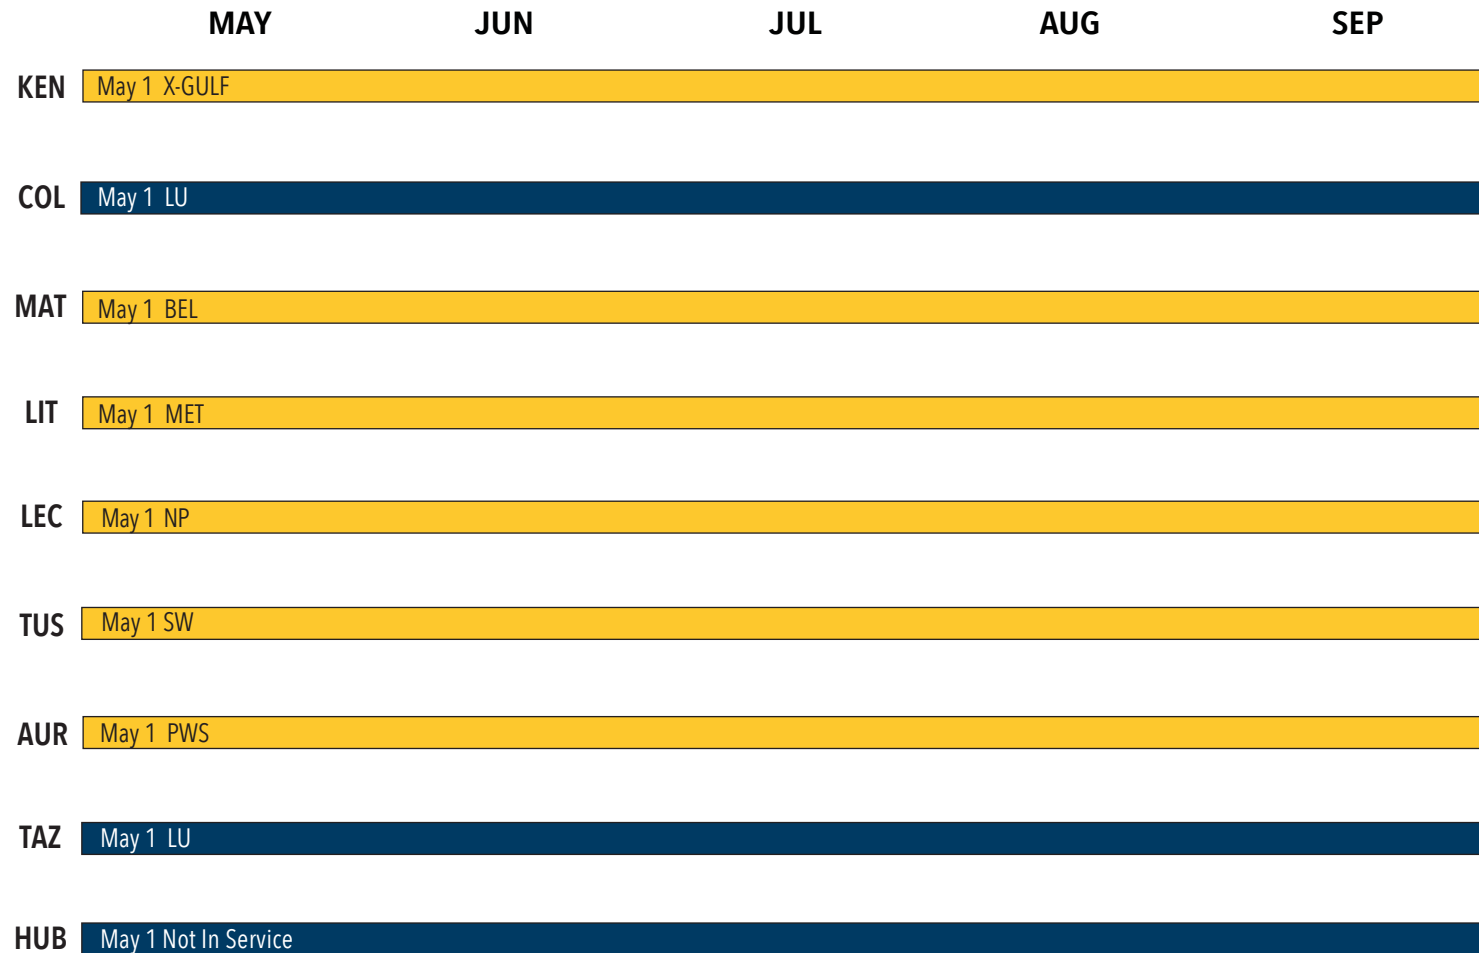 MAY JUN JUL AUG SEP
KEN May 1 X-GULF
COL May 1 LU
MAT May 1 BEL
LIT May 1 MET
LEC May 1 NP
TUS May 1 SW
AUR May 1 PWS
TAZ May 1 LU
HUB May 1 Not In Service